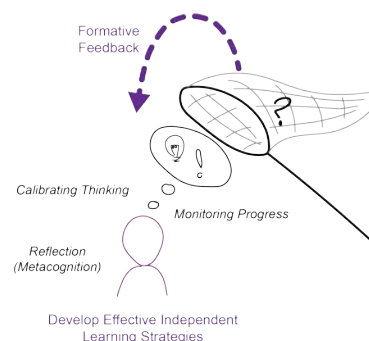 Formative
Feedback
?
!
Calibrating Thinking
Monitoring Progress
Reflection
(Metacognition)
Develop Effective Independent
Learning Strategies